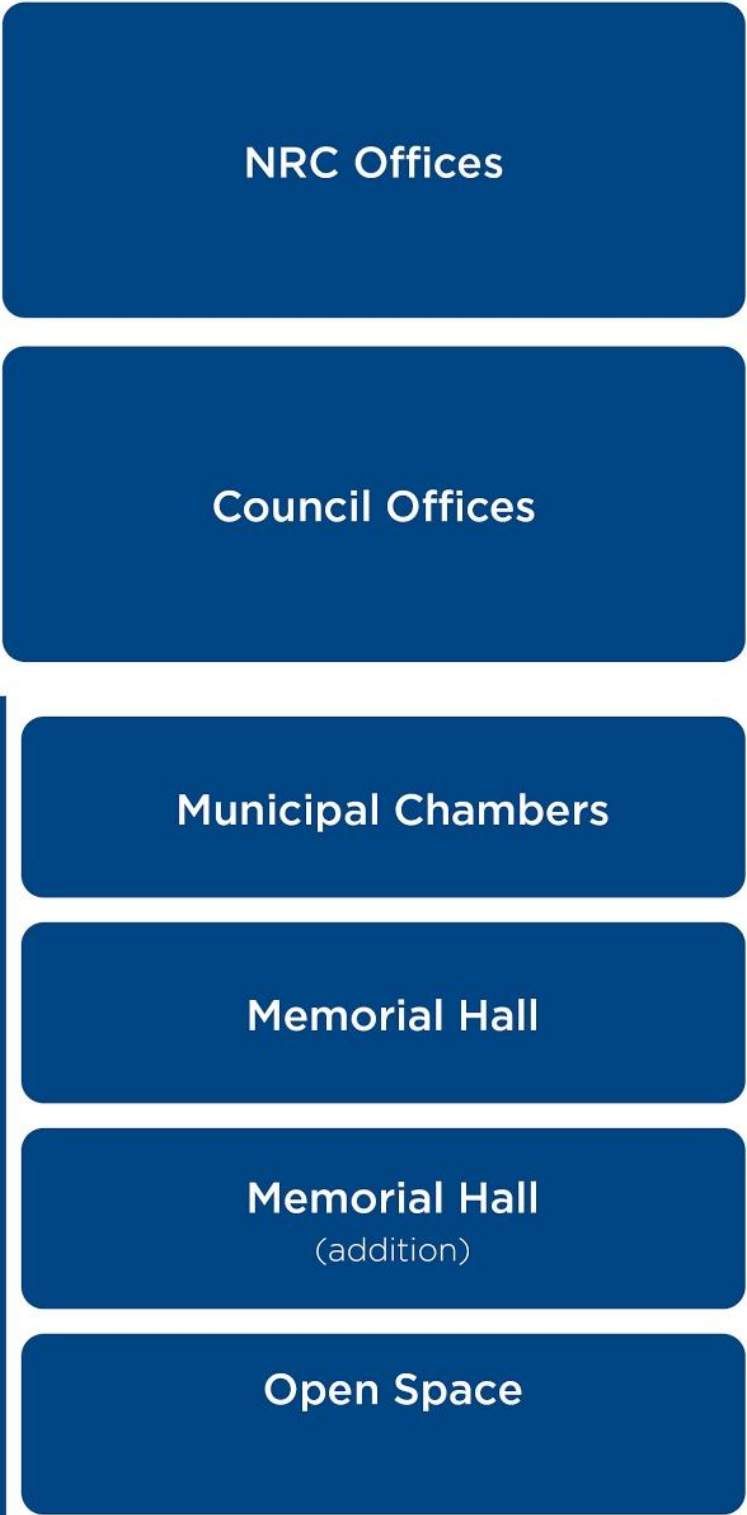 NRC Offices
Council Offices
Municipal Chambers
Memorial Hall
Memorial Hall
(addition)
Open Space